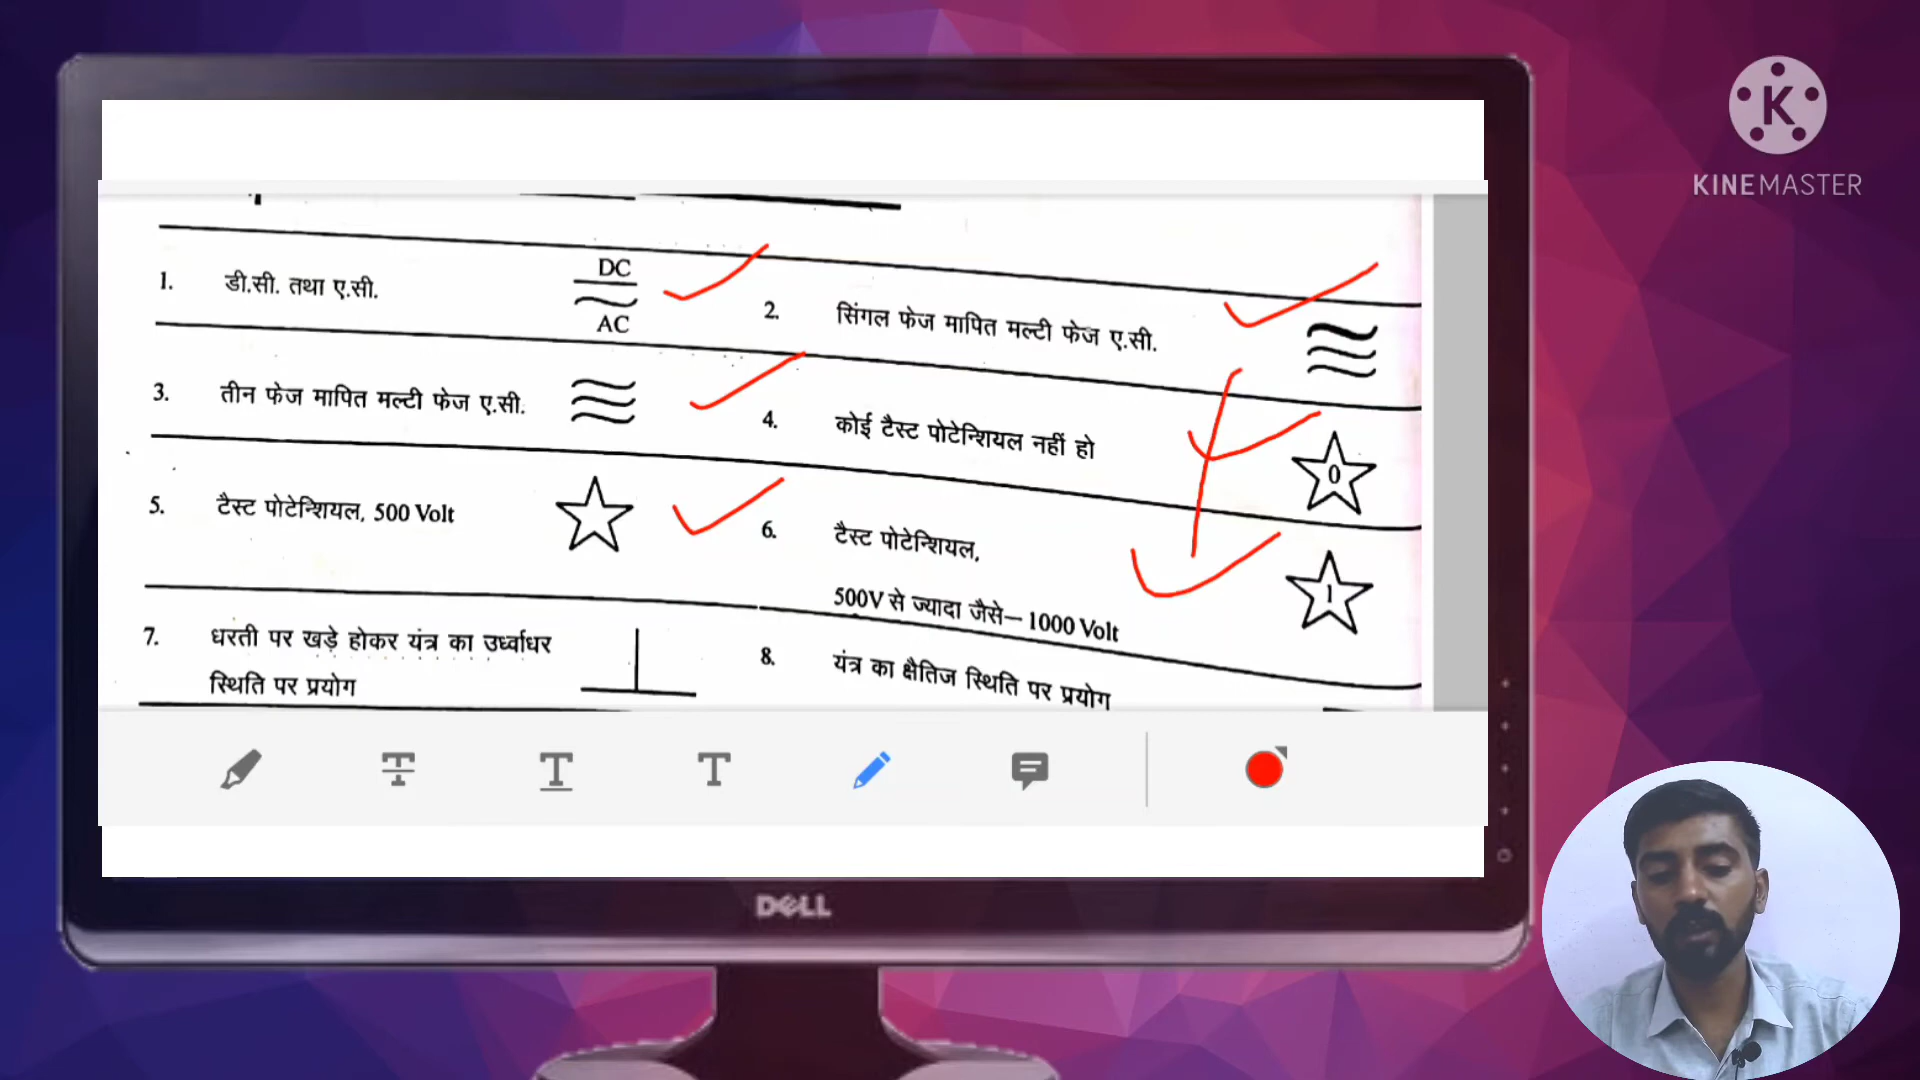 1. डी.सी. तथा ए.सी. DC
AC
2. सिंगल फेज मापित मल्टी फेज ए.सी.
3. तीन फेज मापित मल्टी फेज ए.सी.
4. कोई टैस्ट पोटेन्शियल नहीं हो 0
5. टैस्ट पोटेन्शियल, 500 Volt
6. टैस्ट पोटेन्शियल,
500V से ज्यादा जैसे– 1000 Volt 1
7. धरती पर खड़े होकर यंत्र का उर्ध्वाधर
स्थिति पर प्रयोग
8. यंत्र का क्षैतिज स्थिति पर प्रयोग
T T T
DELL
K
KINEMASTER